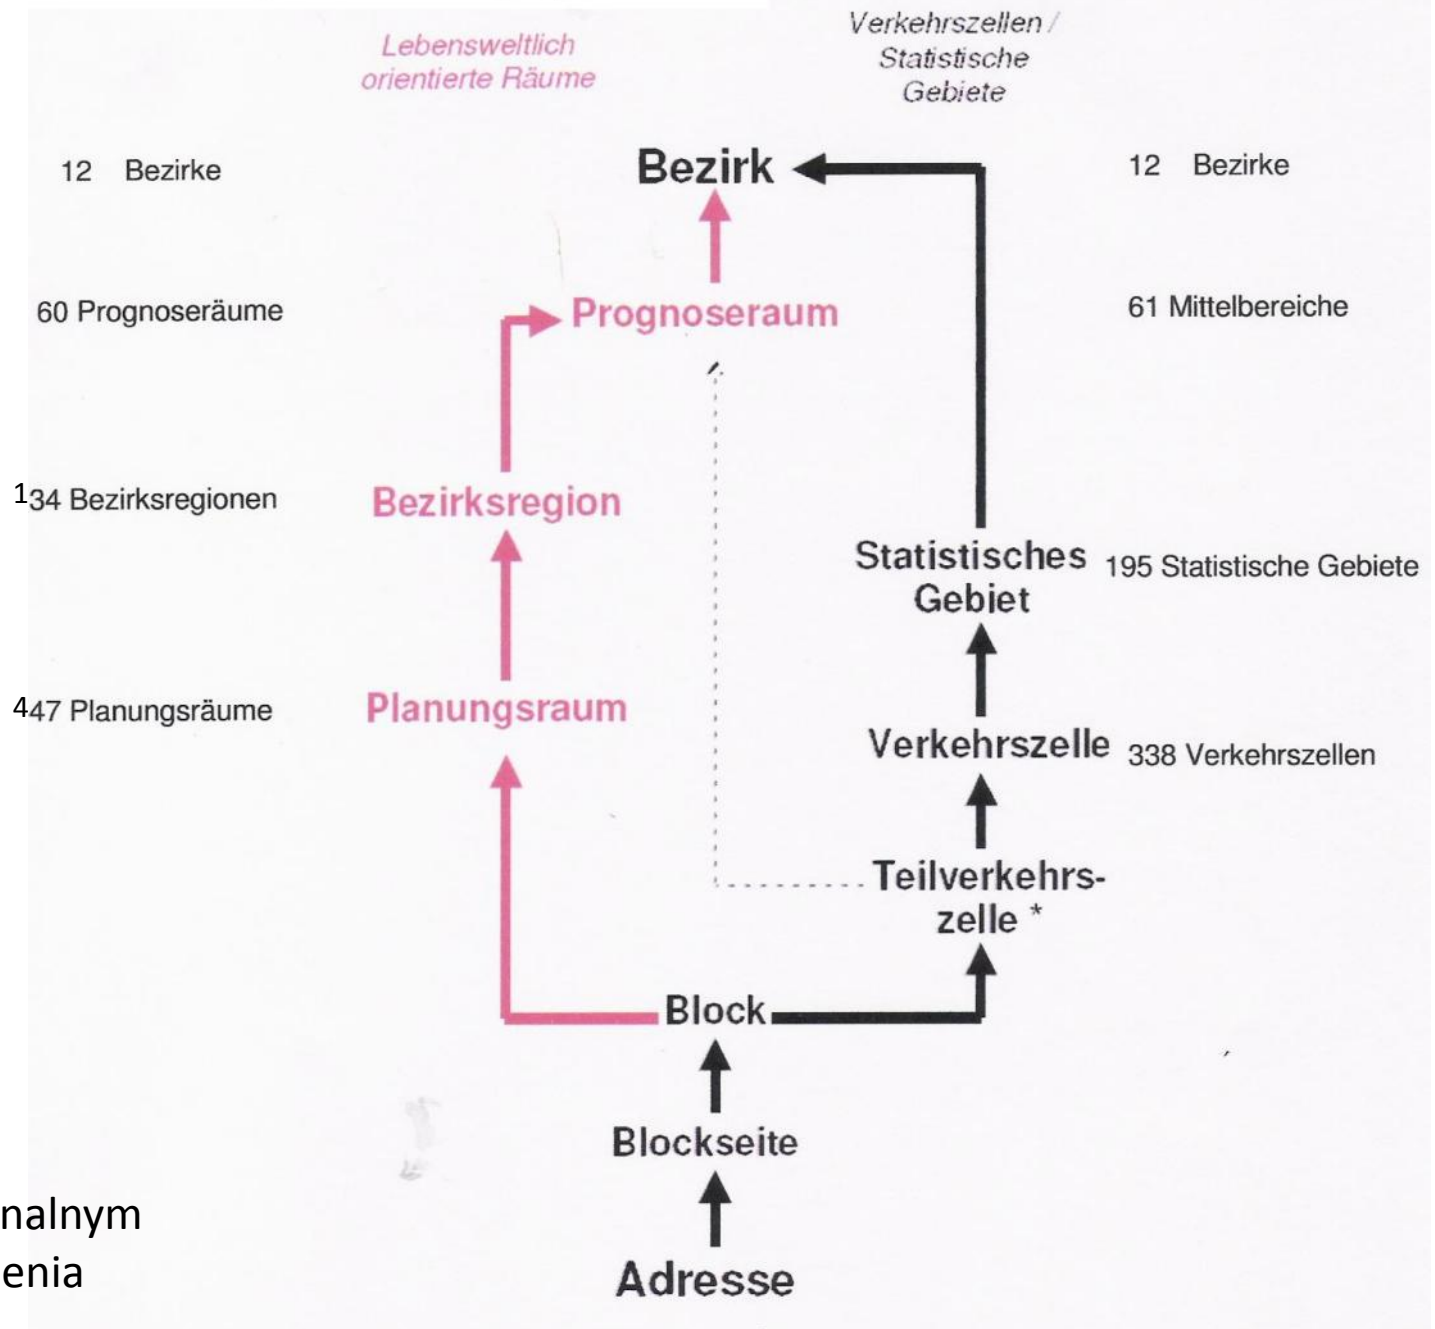 Lebensweltlich
orientierte Räume
Verkehrszellen /
Statistische
Gebiete
12 Bezirke
Bezirk
12 Bezirke
60 Prognoseräume
Prognoseraum
61 Mittelbereiche
134 Bezirksregionen
Bezirksregion
Statistisches
Gebiet
195 Statistische Gebiete
447 Planungsräume
Planungsraum
Verkehrszelle
338 Verkehrszellen
Teilverkehrs-
zelle *
Block
Blockseite
nalnym
enia
Adresse